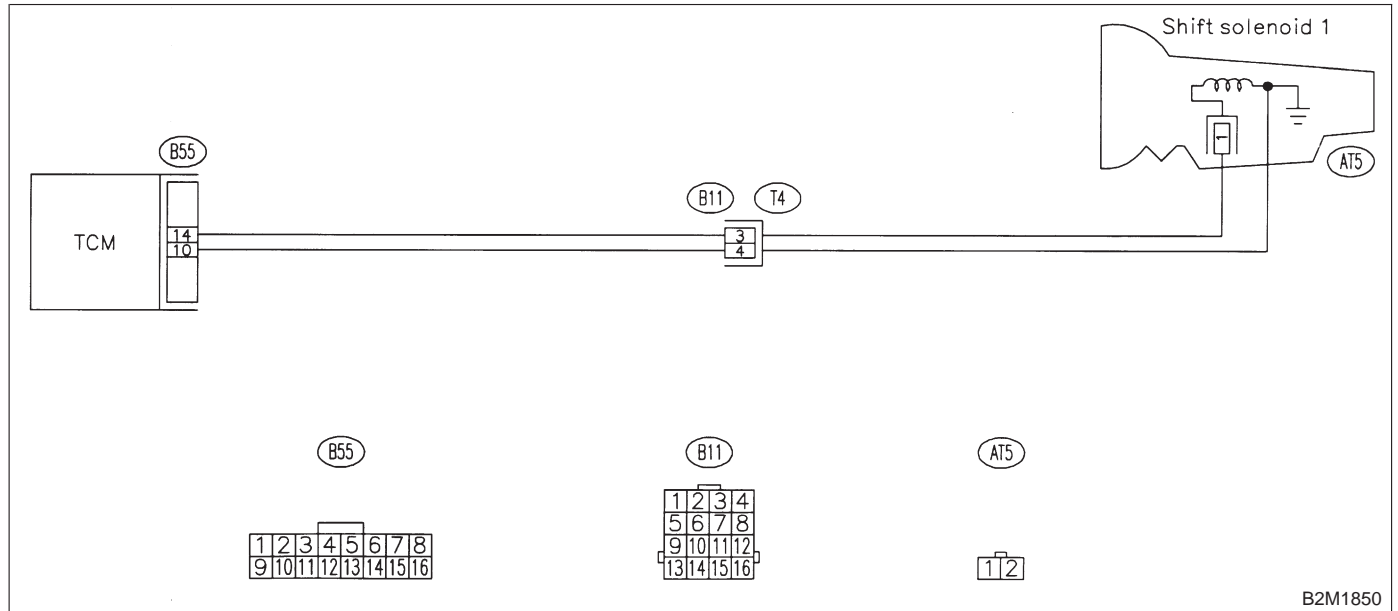 Shift solenoid 1
1
AT5
B55
B11 T4
TCM
14
10
3
4
B55
B11
AT5
1 2 3 4 5 6 7 8
9 10 11 12 13 14 15 16
1 2 3 4
5 6 7 8
9 10 11 12
13 14 15 16
1 2
B2M1850